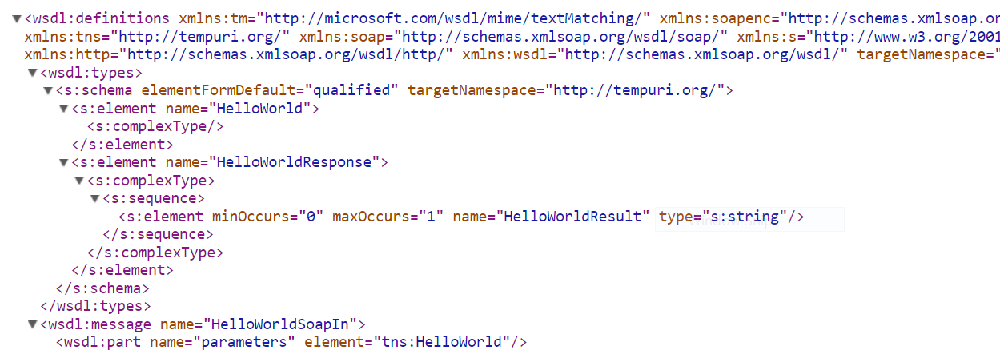 ▼<wsdl:definitions xmlns:tm="http://microsoft.com/wsdl/mime/textMatching/" xmlns:soapenc="http://schemas.xmlsoap.or
xmlns:tns="http://tempuri.org/" xmlns:soap="http://schemas.xmlsoap.org/wsdl/soap/" xmlns:s="http://www.w3.org/2001
xmlns:http="http://schemas.xmlsoap.org/wsdl/http/" xmlns:wsdl="http://schemas.xmlsoap.org/wsdl/" targetNamespace="
▼<wsdl:types>
▼<s:schema elementFormDefault="qualified" targetNamespace="http://tempuri.org/">
▼<s:element name="HelloWorld">
<s:complexType/>
</s:element>
▼<s:element name="HelloWorldResponse">
▼<s:complexType>
▼<s:sequence>
<s:element minOccurs="0" maxOccurs="1" name="HelloWorldResult" type="s:string"/>
</s:sequence>
</s:complexType>
</s:element>
</s:schema>
</wsdl:types>
▼<wsdl:message name="HelloWorldSoapIn">
<wsdl:part name="parameters" element="tns:HelloWorld"/>